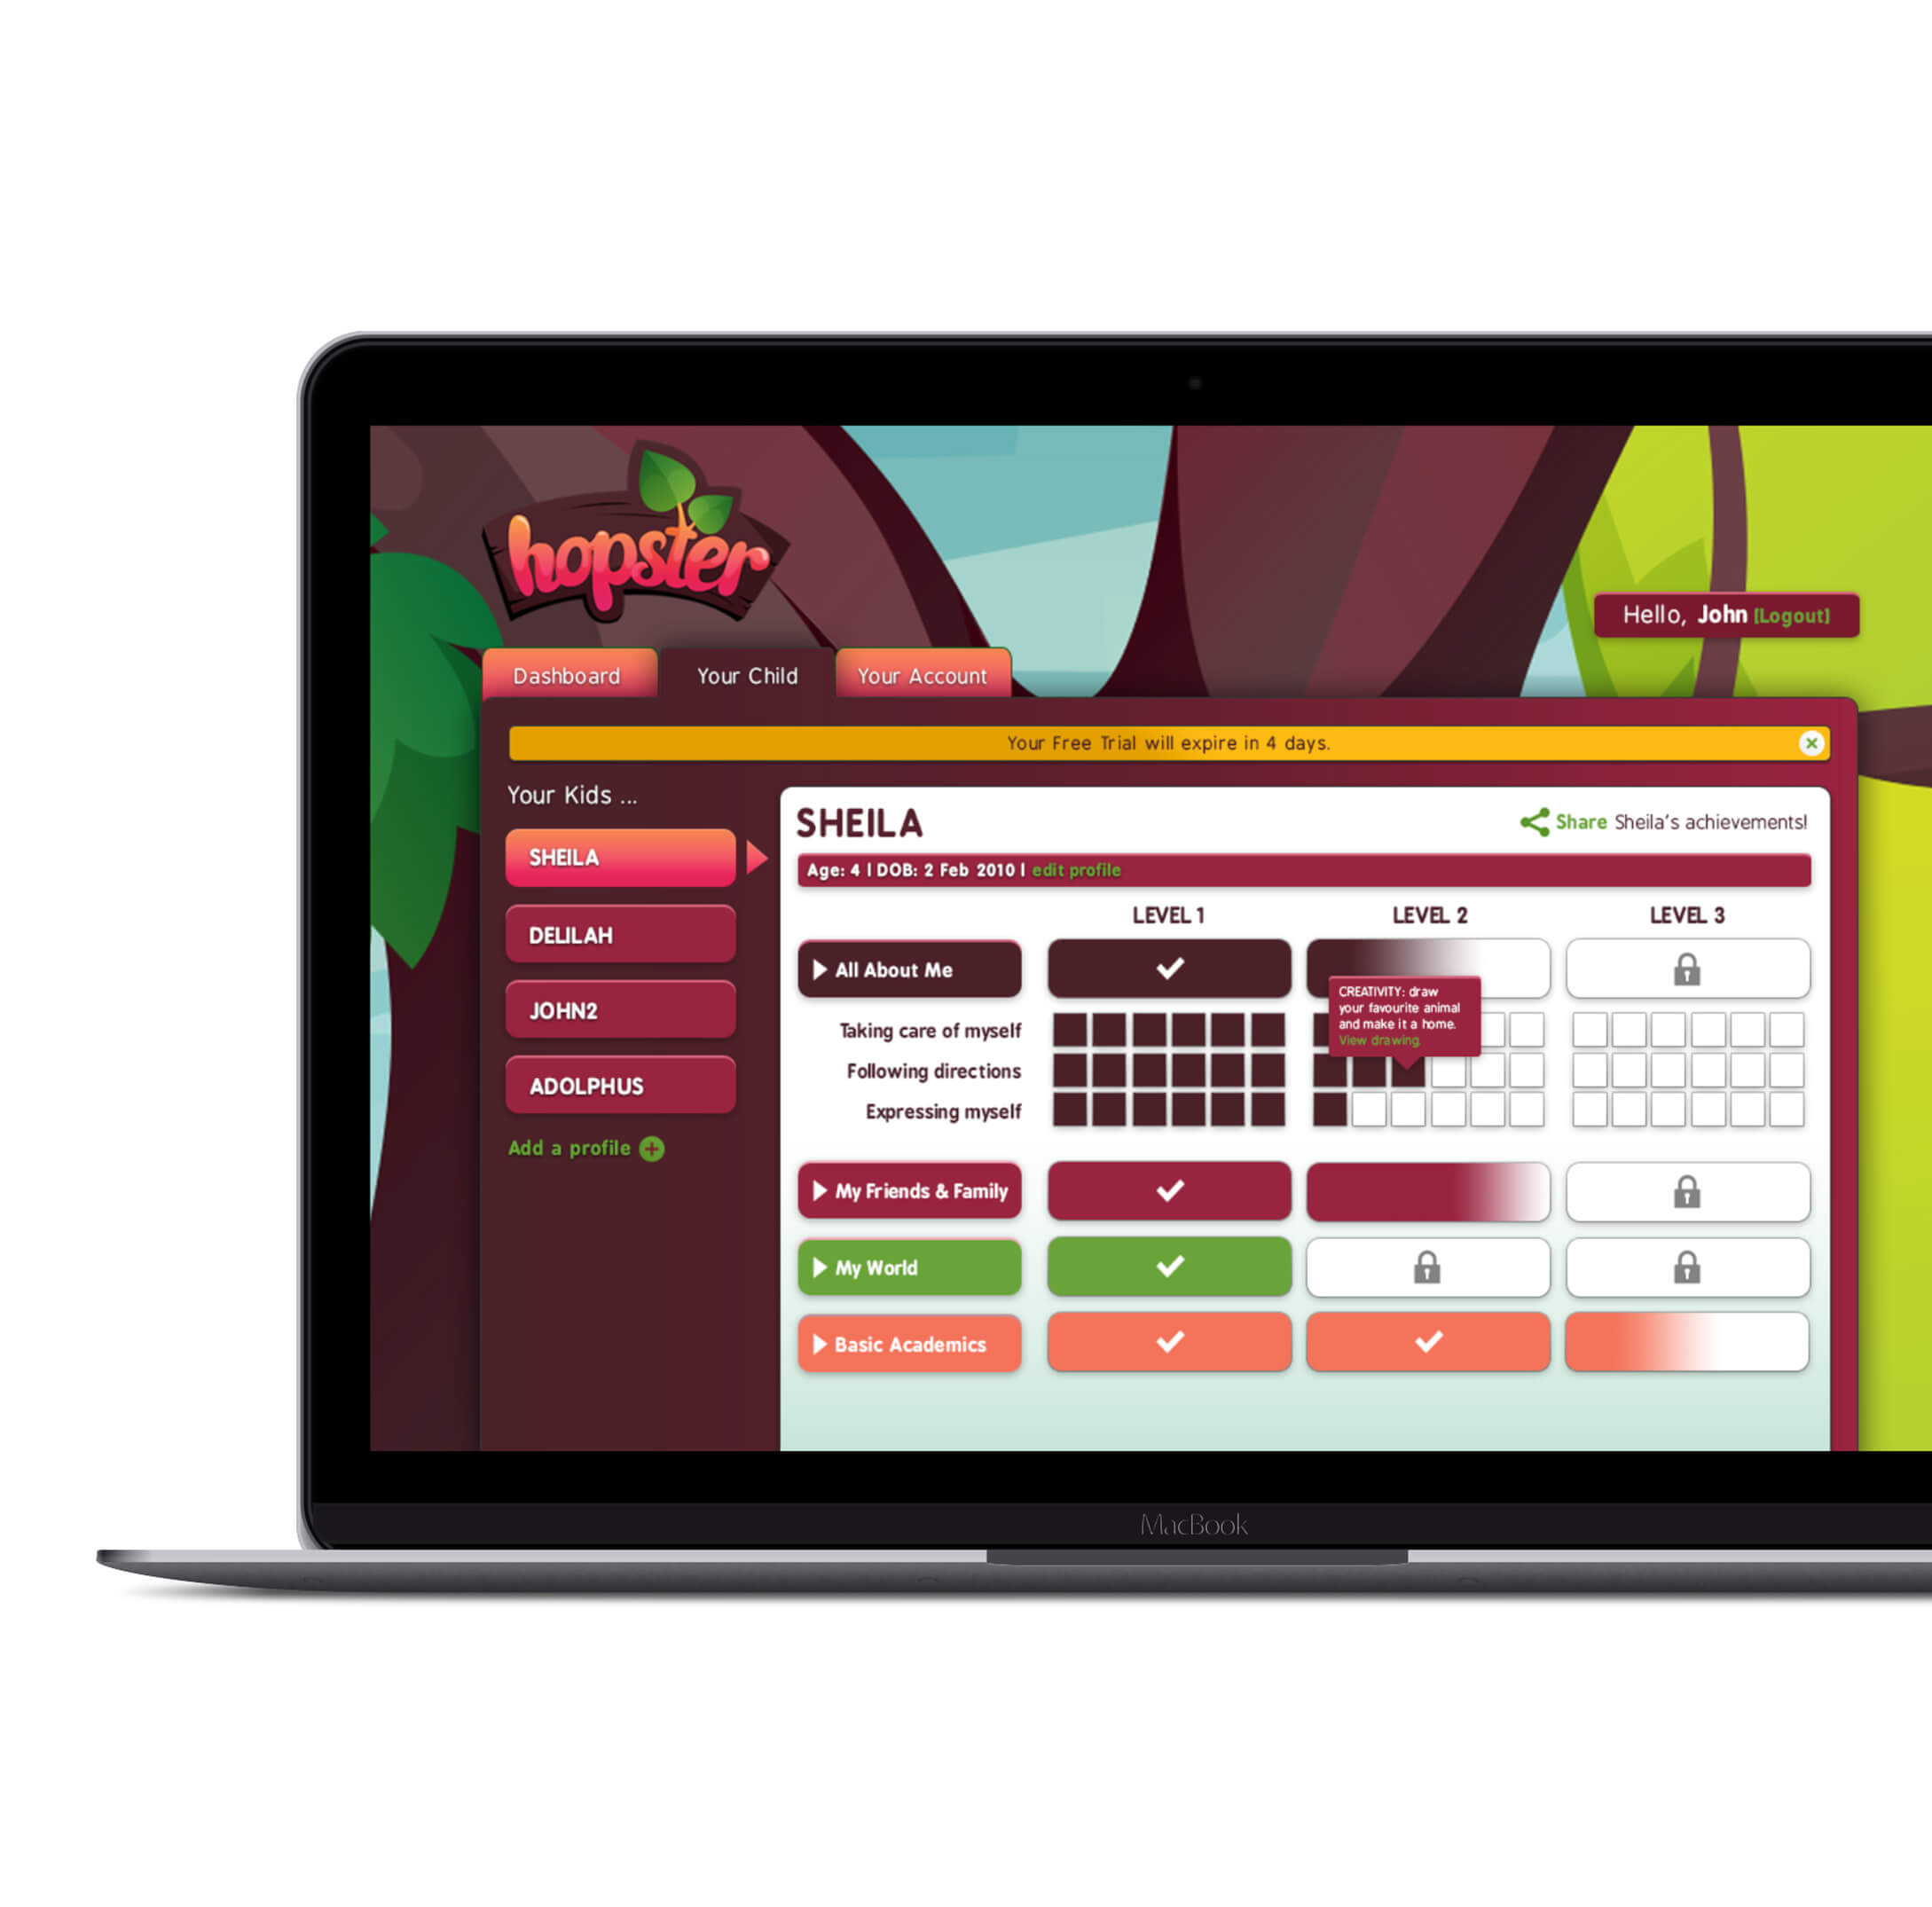 hopster
Hello, John [Logout]
Dashboard
Your Child
Your Account
Your Free Trial will expire in 4 days.
Your Kids ...
SHEILA
DELILAH
JOHN2
ADOLPHUS
Add a profile
SHEILA
Share Sheila's achievements!
Age: 4 | DOB: 2 Feb 2010 | edit profile
LEVEL 1
LEVEL 2
LEVEL 3
All About Me
CREATIVITY: draw
your favourite animal
and make it a home.
View drawing.
Taking care of myself
Following directions
Expressing myself
My Friends & Family
My World
Basic Academics
MacBook